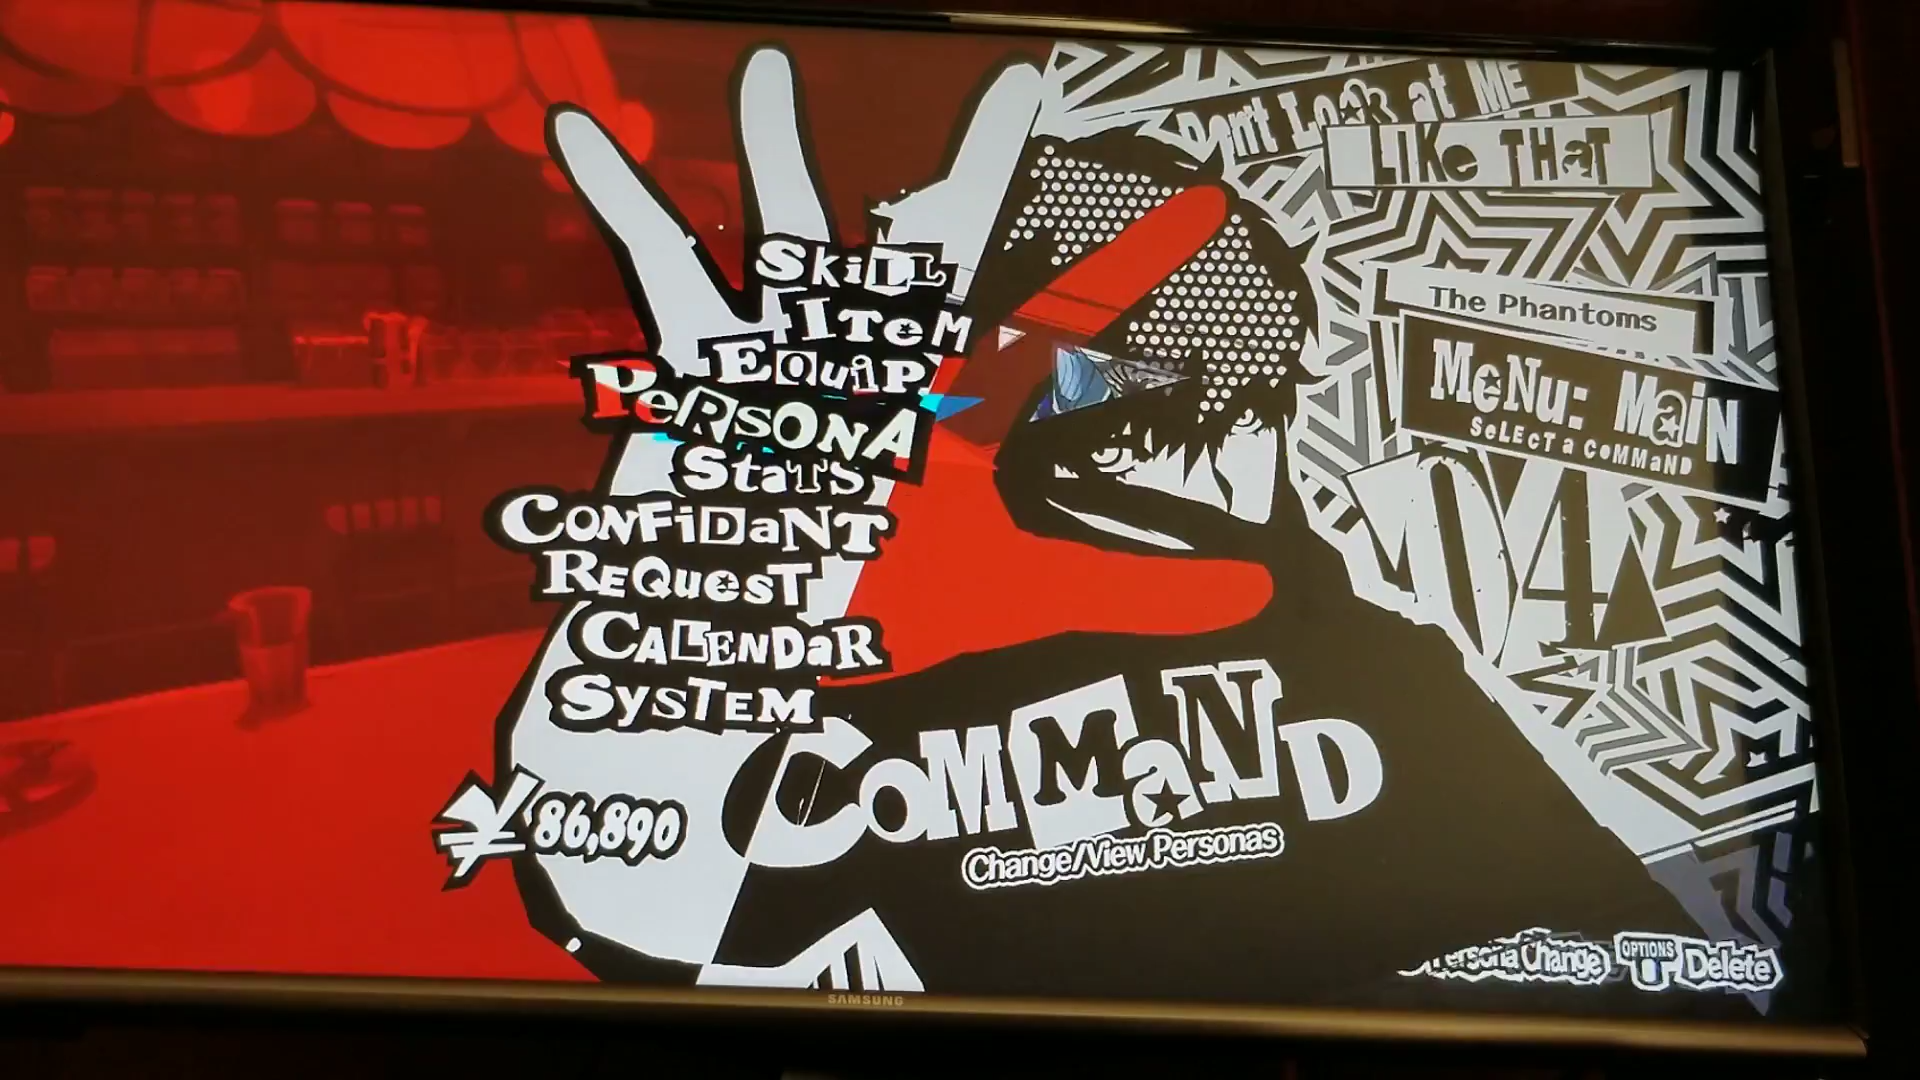 Don't Look at ME
LIKe THaT
The Phantoms
MeNu: MaiN
SeLEcT a CoMMaND
04
SkiLL
ITeM
EQuiP
PeRSONA
StaTS
CONFiDaNT
REQuesT
CALENDaR
SYsTEM
¥86,890
CoMMaND
Change/View Personas
Persona Change OPTIONS Delete
SAMSUNG